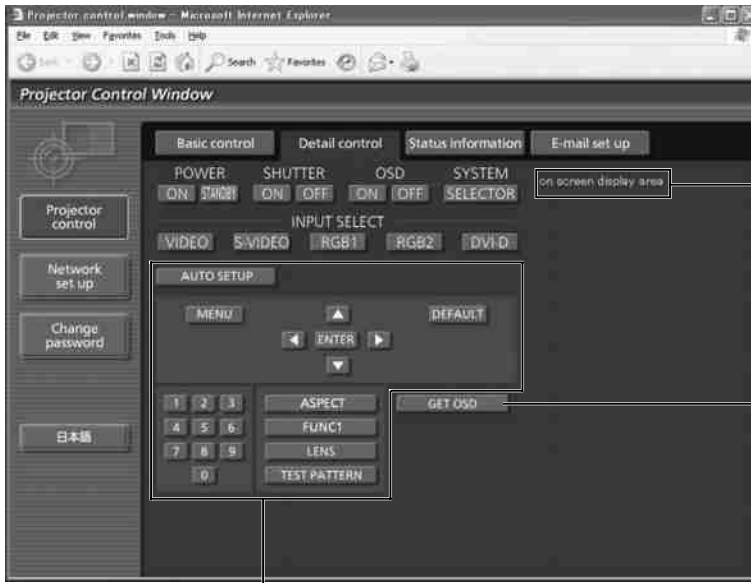 Projector control window - Microsoft Internet Explorer
File Edit View Favorites Tools Help
Search Favorites
Projector Control Window
Basic control Detail control Status information E-mail set up
POWER SHUTTER OSD SYSTEM
ON STANDBY ON OFF ON OFF SELECTOR
on screen display area
INPUT SELECT
VIDEO S-VIDEO RGB1 RGB2 DVI-D
Projector control
Network set up
Change password
日本語
AUTO SETUP
MENU DEFAULT
ENTER
1 2 3 ASPECT GET OSD
4 5 6 FUNC1
7 8 9 LENS
0 TEST PATTERN